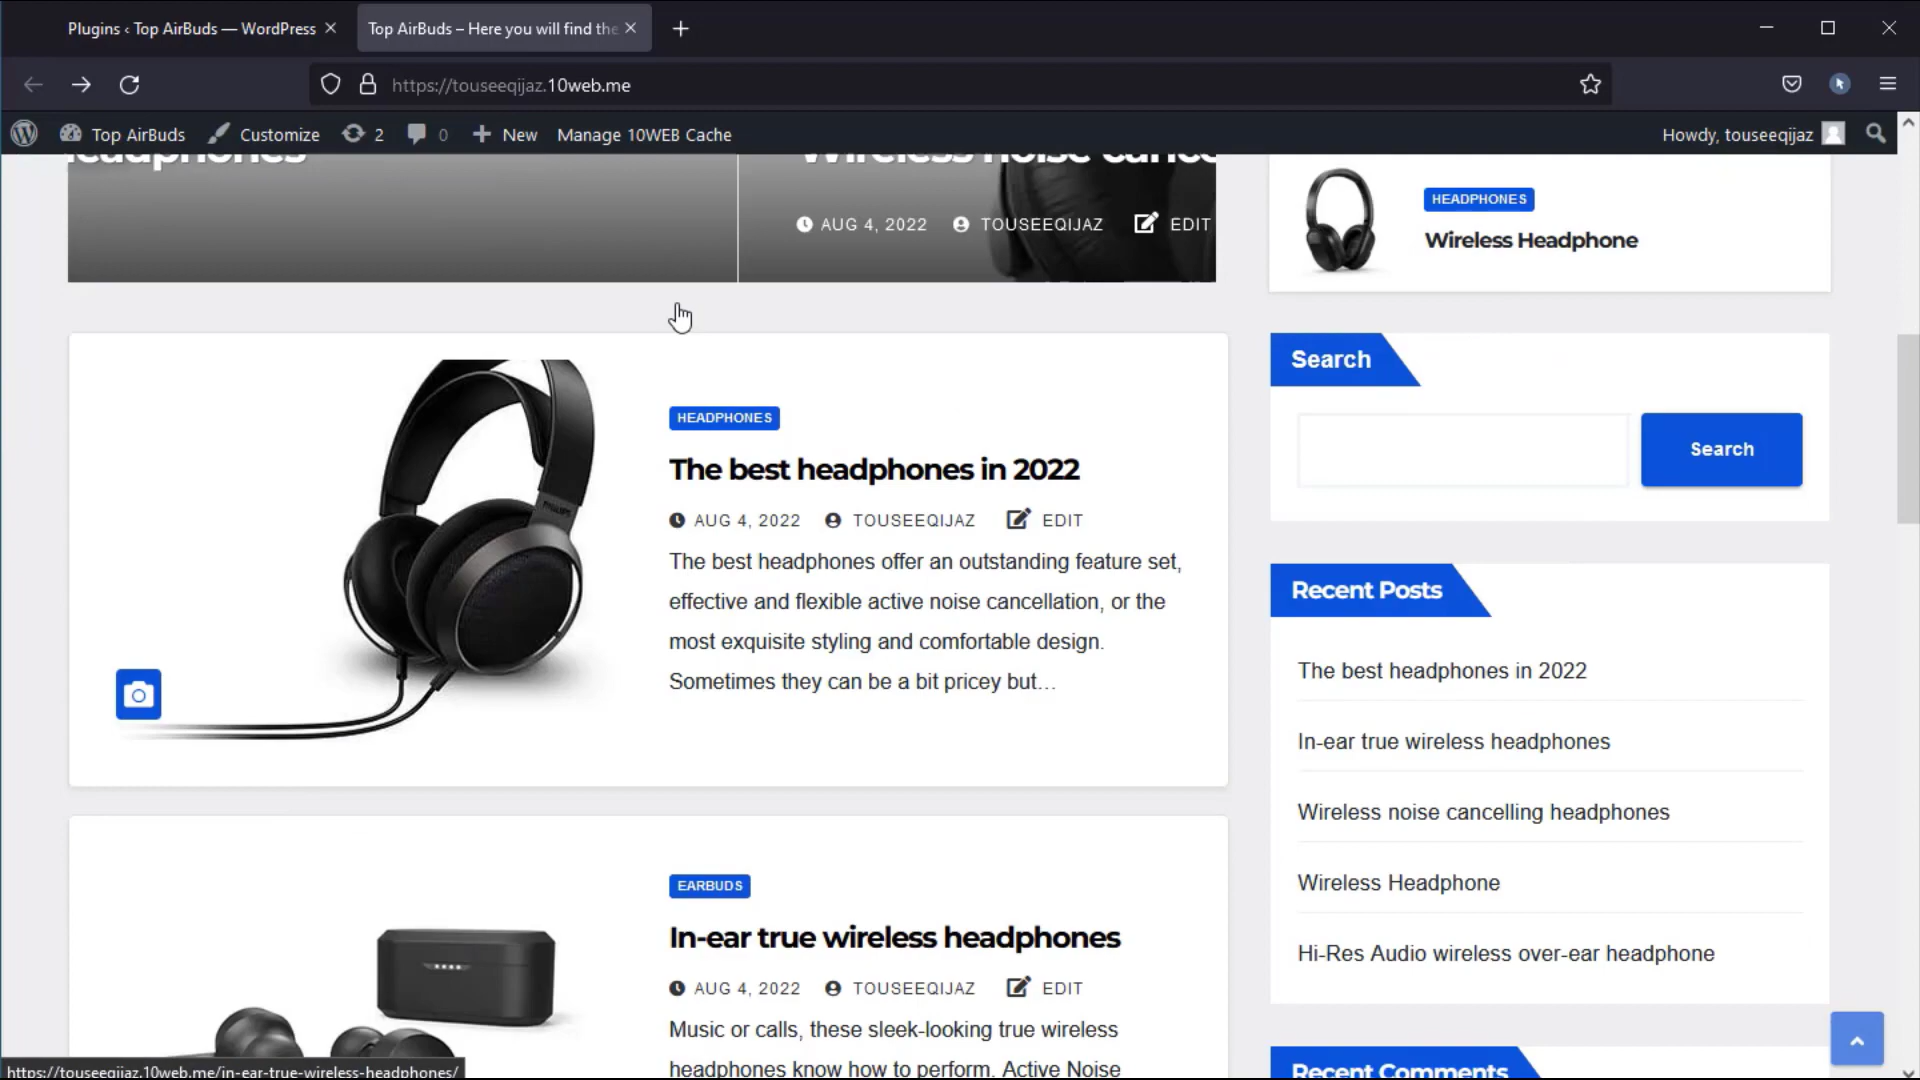 Plugins ‹ Top AirBuds — WordPress
Top AirBuds – Here you will find the
https://touseeqijaz.10web.me
Top AirBuds
Customize
2
0
New
Manage 10WEB Cache
Howdy, touseeqijaz
headphones
Wireless noise cance
AUG 4, 2022 TOUSEEQIJAZ EDIT
HEADPHONES
Wireless Headphone
HEADPHONES
The best headphones in 2022
AUG 4, 2022 TOUSEEQIJAZ EDIT
The best headphones offer an outstanding feature set,
effective and flexible active noise cancellation, or the
most exquisite styling and comfortable design.
Sometimes they can be a bit pricey but…
PHILIPS
EARBUDS
In-ear true wireless headphones
AUG 4, 2022 TOUSEEQIJAZ EDIT
Music or calls, these sleek-looking true wireless
headphones know how to perform. Active Noise
Search
Search
Recent Posts
The best headphones in 2022
In-ear true wireless headphones
Wireless noise cancelling headphones
Wireless Headphone
Hi-Res Audio wireless over-ear headphone
Recent Comments
https://touseeqijaz.10web.me/in-ear-true-wireless-headphones/